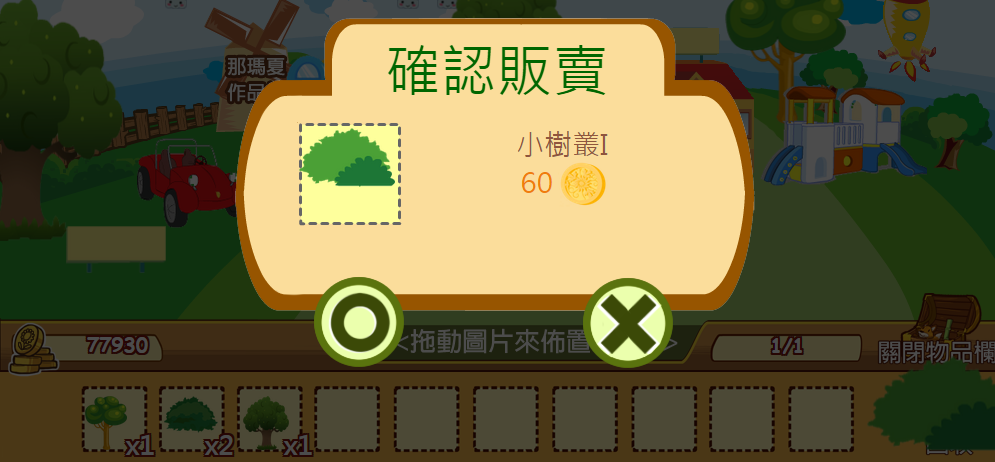 確認販賣
那瑪夏
作品
小樹叢I
60
77930
<拖動圖片來佈置
>
1/1
關閉物品欄
x1
x2
x1